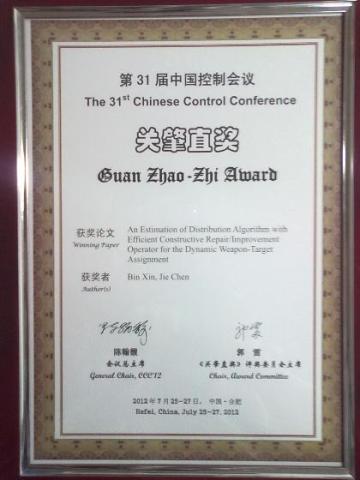 第 31 届中国控制会议
The 31st Chinese Control Conference
关肇直奖
Guan Zhao-Zhi Award
获奖论文 An Estimation of Distribution Algorithm with
Winning Paper Efficient Constructive Repair/Improvement
Operator for the Dynamic Weapon-Target
Assignment
获奖者 Bin Xin, Jie Chen
Author(s)
陈翰馥 郭雷
会议总主席 《关肇直奖》评奖委员会主席
General Chair, CCC12 Chair, Award Committee
2012 年 7 月 25-27 日，中国·合肥
Hefei, China, July 25-27, 2012